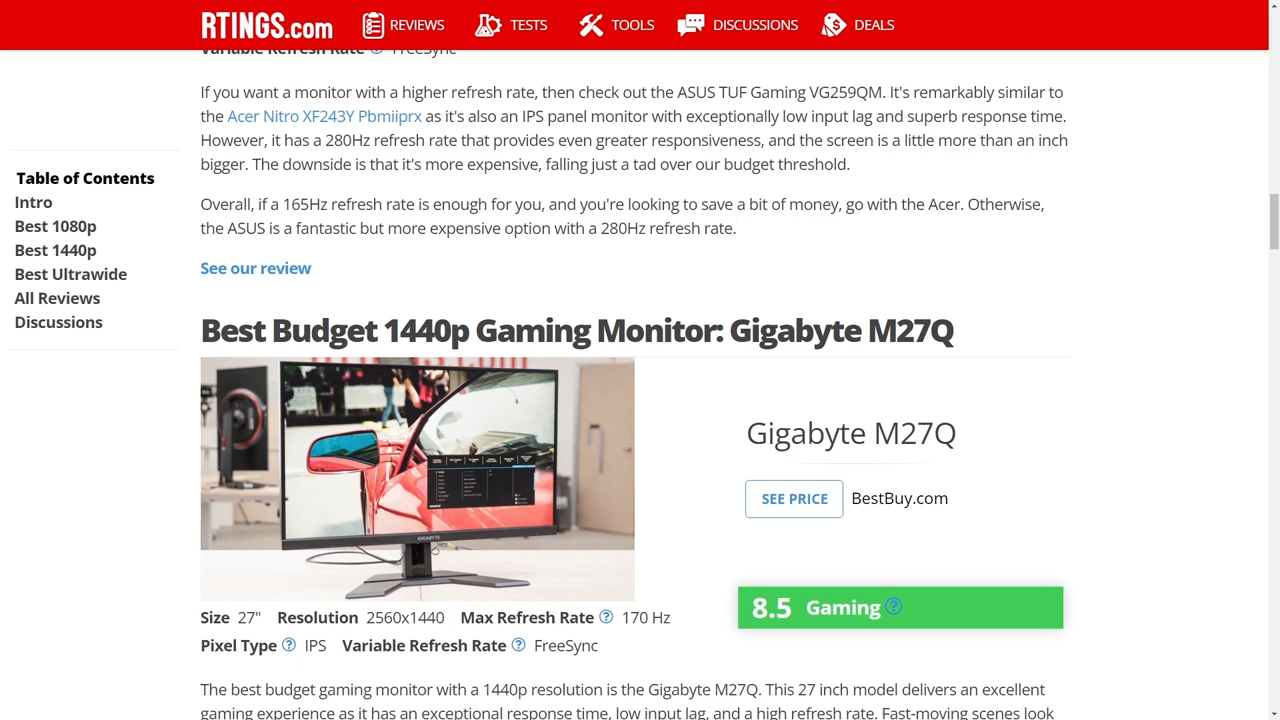 RTINGS.com REVIEWS TESTS TOOLS DISCUSSIONS DEALS
Variable Refresh Rate FreeSync
If you want a monitor with a higher refresh rate, then check out the ASUS TUF Gaming VG259QM. It's remarkably similar to
the Acer Nitro XF243Y Pbmiiprx as it's also an IPS panel monitor with exceptionally low input lag and superb response time.
However, it has a 280Hz refresh rate that provides even greater responsiveness, and the screen is a little more than an inch
bigger. The downside is that it's more expensive, falling just a tad over our budget threshold.
Overall, if a 165Hz refresh rate is enough for you, and you're looking to save a bit of money, go with the Acer. Otherwise,
the ASUS is a fantastic but more expensive option with a 280Hz refresh rate.
See our review
Table of Contents
Intro
Best 1080p
Best 1440p
Best Ultrawide
All Reviews
Discussions
Best Budget 1440p Gaming Monitor: Gigabyte M27Q
GIGABYTE
Gigabyte M27Q
SEE PRICE BestBuy.com
8.5 Gaming ?
Size 27" Resolution 2560x1440 Max Refresh Rate ? 170 Hz
Pixel Type ? IPS Variable Refresh Rate ? FreeSync
The best budget gaming monitor with a 1440p resolution is the Gigabyte M27Q. This 27 inch model delivers an excellent
gaming experience as it has an exceptional response time, low input lag, and a high refresh rate. Fast-moving scenes look